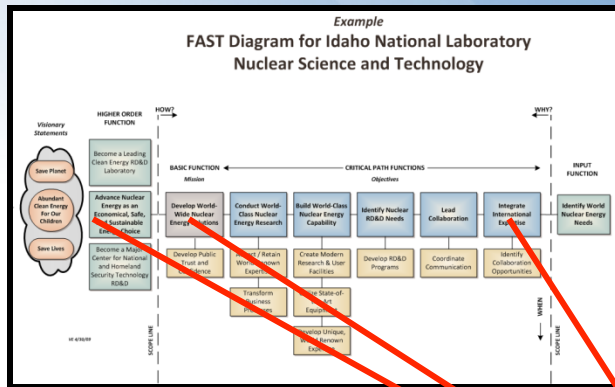 Example
FAST Diagram for Idaho National Laboratory
Nuclear Science and Technology
Visionary
Statements
HIGHER ORDER
FUNCTION
HOW?
WHY?
BASIC FUNCTION
CRITICAL PATH FUNCTIONS
INPUT
FUNCTION
Mission
Objectives
Save Planet
Abundant
Clean Energy
For Our
Children
Save Lives
Become a Leading
Clean Energy RD&D
Laboratory
Advance Nuclear
Energy as an
Economical, Safe,
and Sustainable
Energy Choice
Become a Major
Center for National
and Homeland
Security Technology
RD&D
Develop World-
Wide Nuclear
Energy Solutions
Conduct World-
Class Nuclear
Energy Research
Build World-Class
Nuclear Energy
Capability
Identify Nuclear
RD&D Needs
Lead
Collaboration
Integrate
International
Expertise
Identify World
Nuclear Energy
Needs
Develop Public
Trust and
Confidence
Retain
Experts
Transform
Business
Create Modern
Research & User
Facilities
State-of-
Develop Unique,
Renown
Develop RD&D
Programs
Coordinate
Communication
Identify
Collaboration
Opportunities
WHEN
SCOPE LINE
SCOPE LINE